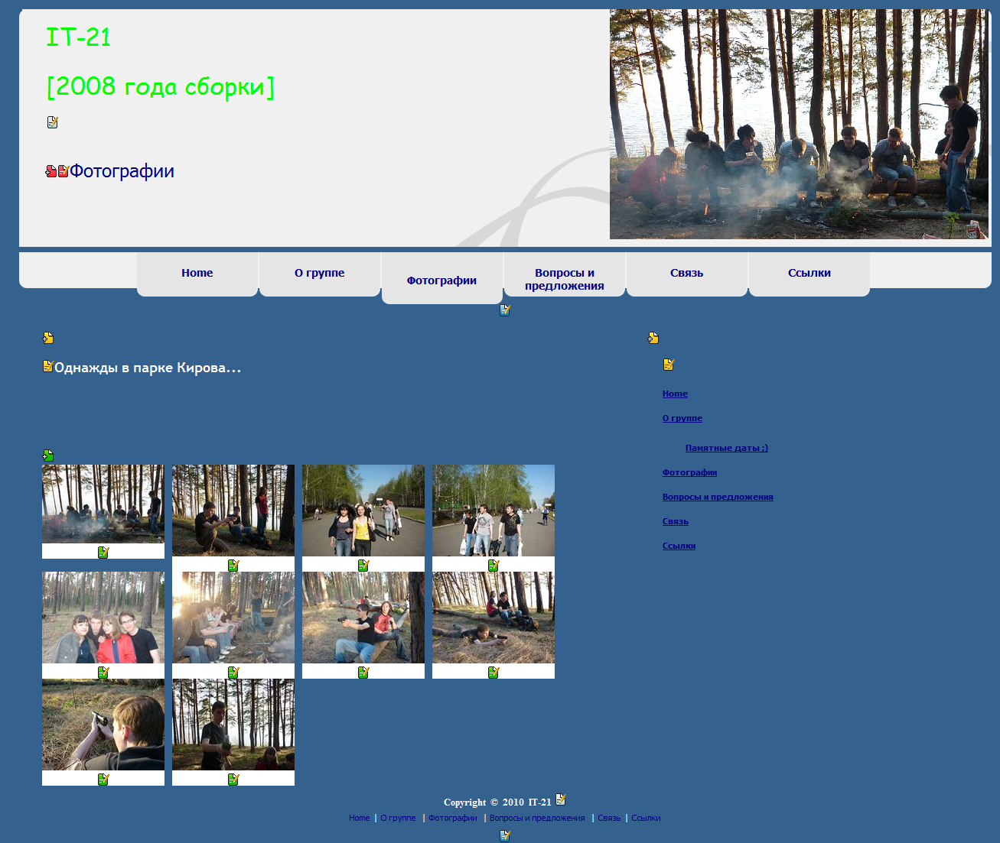 IT-21
[2008 года сборки]
Фотографии
Home
О группе
Фотографии
Вопросы и
предложения
Связь
Ссылки
Однажды в парке Кирова...
Home
О группе
Памятные даты ;)
Фотографии
Вопросы и предложения
Связь
Ссылки
Copyright © 2010 IT-21
Home | О группе | Фотографии | Вопросы и предложения | Связь | Ссылки